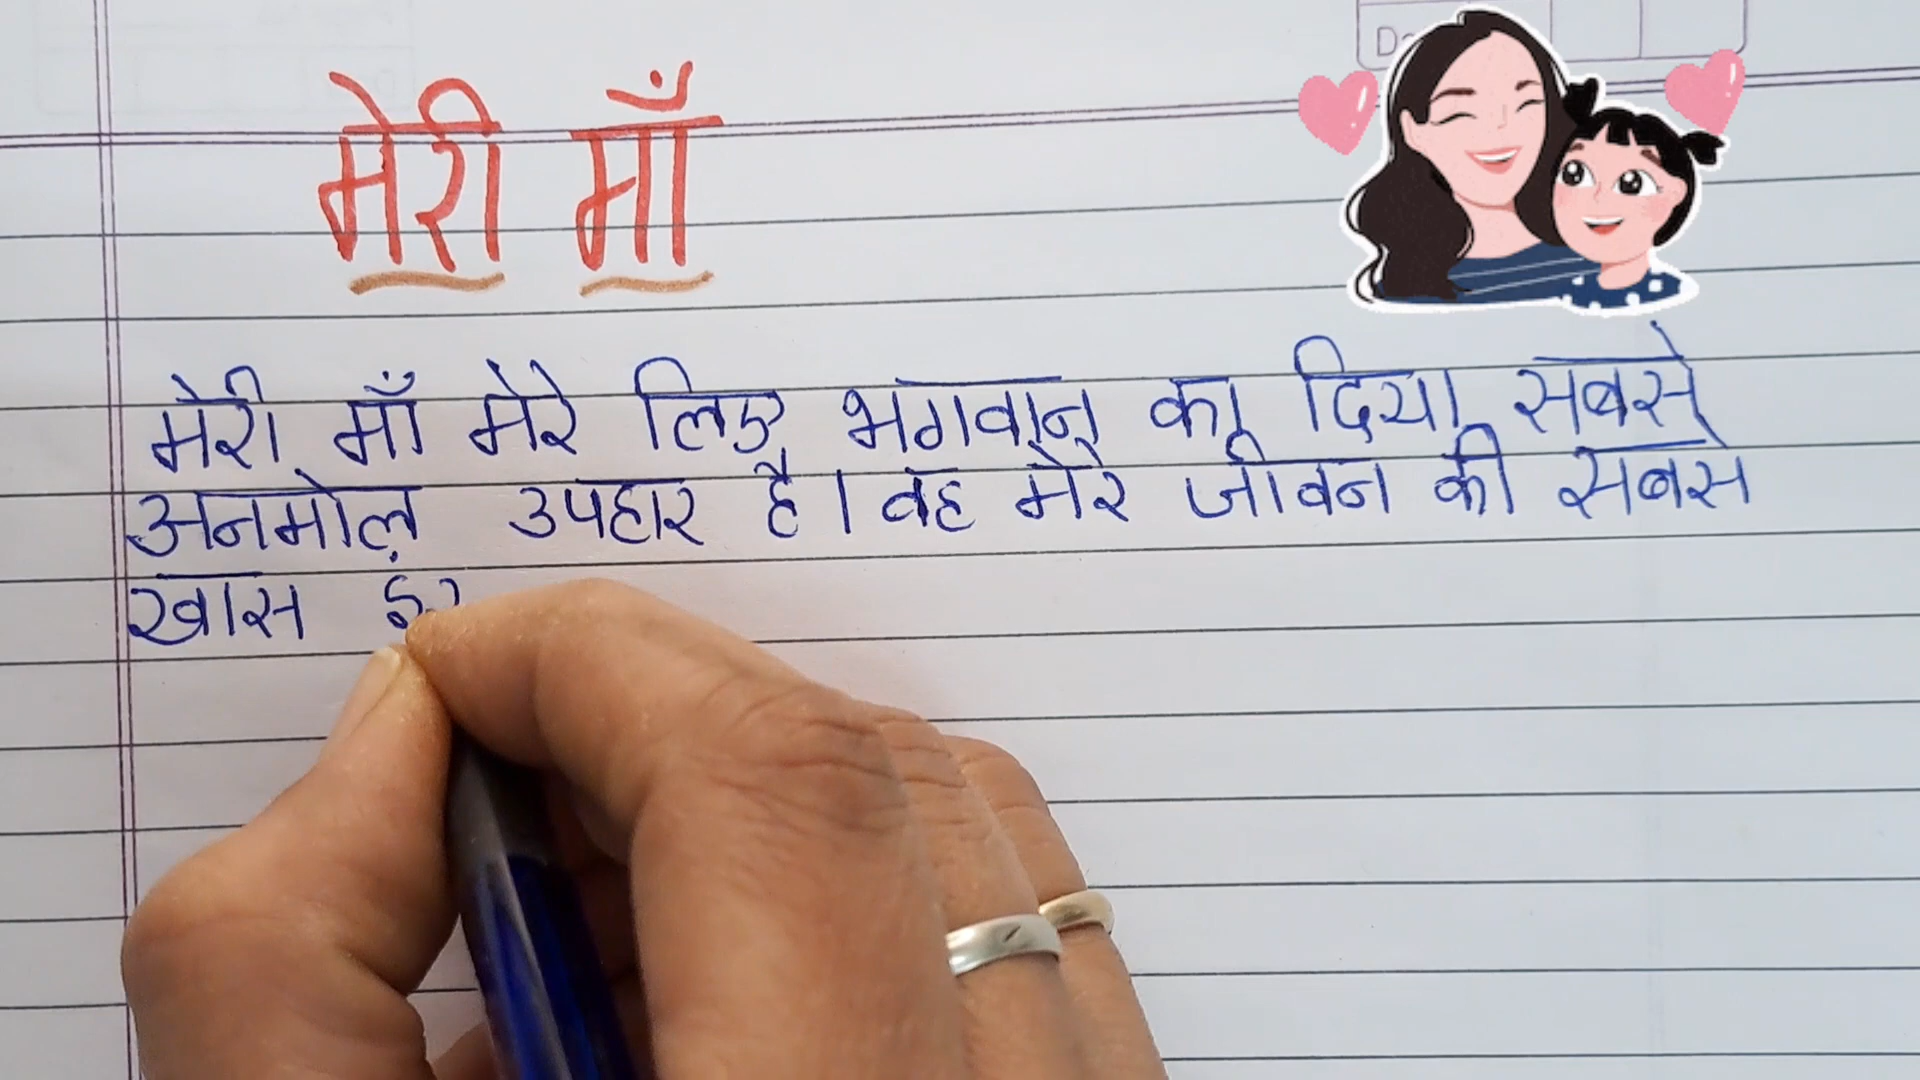 मेरी माँ
मेरी माँ मेरे लिए भगवान का दिया सबसे
अनमोल उपहार है। वह मेरे जीवन की सबस
खास